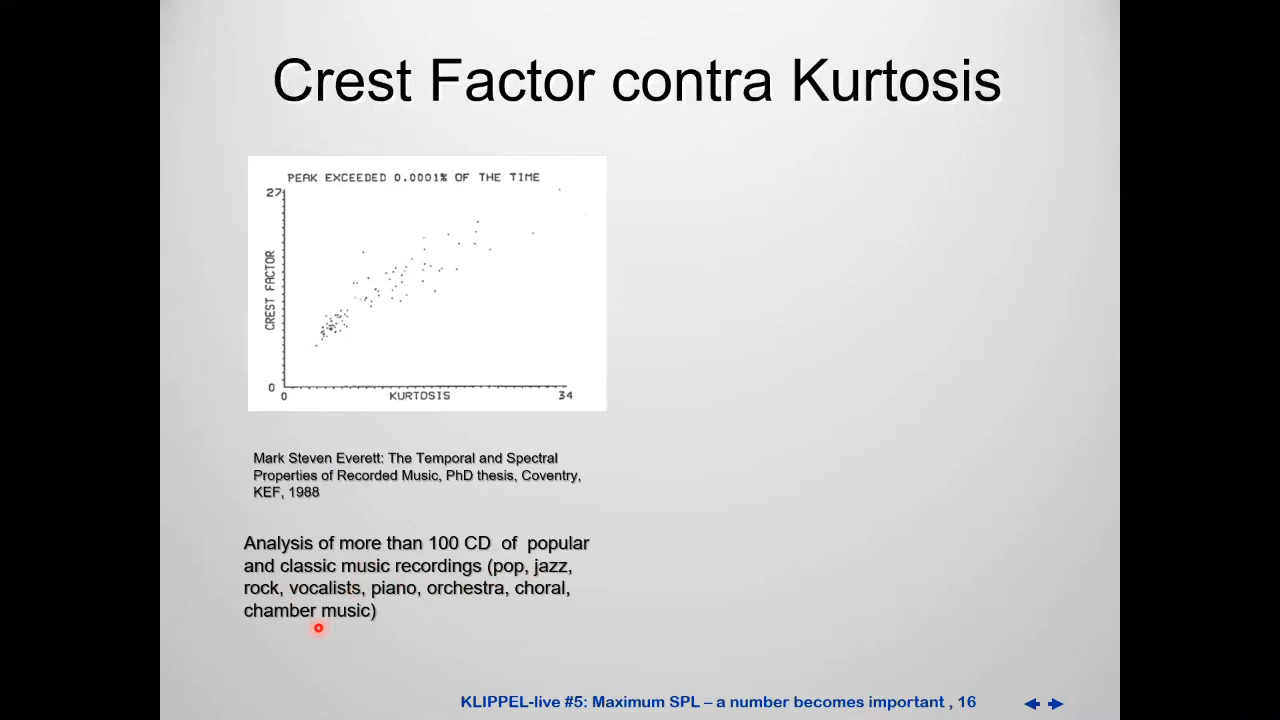 Crest Factor contra Kurtosis
PEAK EXCEEDED 0.0001% OF THE TIME
27
CREST FACTOR
0
0
KURTOSIS
34
Mark Steven Everett: The Temporal and Spectral
Properties of Recorded Music, PhD thesis, Coventry,
KEF, 1988
Analysis of more than 100 CD of popular
and classic music recordings (pop, jazz,
rock, vocalists, piano, orchestra, choral,
chamber music)
KLIPPEL-live #5: Maximum SPL – a number becomes important , 16